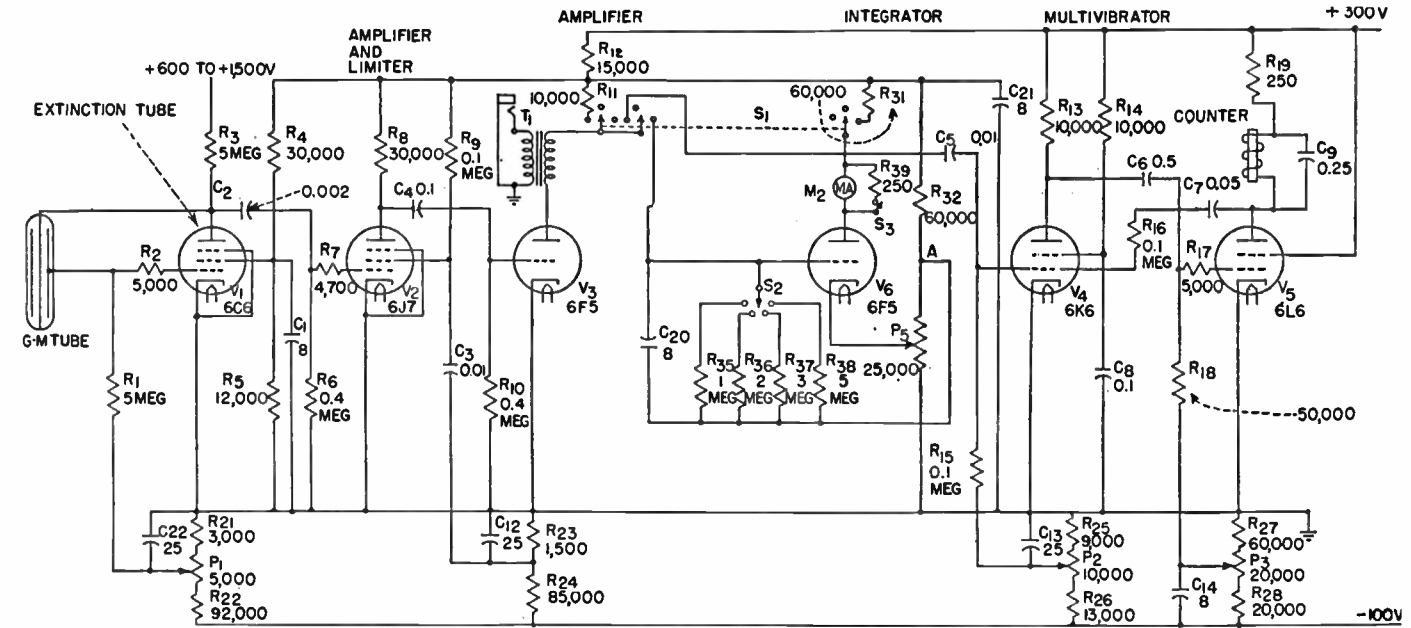 AMPLIFIER
INTEGRATOR
MULTIVIBRATOR
+ 300V
AMPLIFIER
AND
LIMITER
R12
15,000
+600 TO +1,500V
EXTINCTION TUBE
R3
5 MEG
R4
30,000
R8
30,000
R9
0.1
MEG
T1
10,000
R11
S1
60,000
R31
C21
8
R13
10,000
R14
10,000
R19
250
COUNTER
C9
0.25
C2
0.002
C4 0.1
C5
0.01
C6 0.5
C7 0.05
M2
MA
R39
250
S3
R32
60,000
R16
0.1
MEG
R2
5,000
V1
6C6
R7
4,700
V2
6J7
V3
6F5
V6
6F5
A
V4
6K6
R17
5,000
V5
6L6
G-M TUBE
S2
P5
25,000
C1
8
C3
0.01
C20
8
R35
1
MEG
R36
2
MEG
R37
3
MEG
R38
5
MEG
C8
0.1
R18
50,000
R1
5 MEG
R5
12,000
R6
0.4
MEG
R10
0.4
MEG
R15
0.1
MEG
C22
25
R21
3,000
P1
5,000
R22
92,000
C12
25
R23
1,500
R24
85,000
C13
25
R25
9,000
P2
10,000
R26
13,000
C14
8
R27
60,000
P3
20,000
R28
20,000
-100V